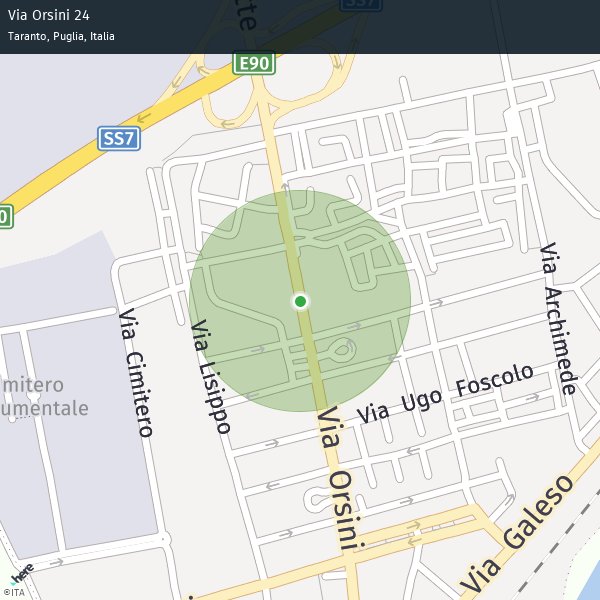 Via Orsini 24
Taranto, Puglia, Italia
SS7
E90
SS7
0
Via Archimede
Via Cimitero
Via Lisippo
mitero
umentale
Via Ugo Foscolo
Via Orsini
Via Galeso
here
©ITA